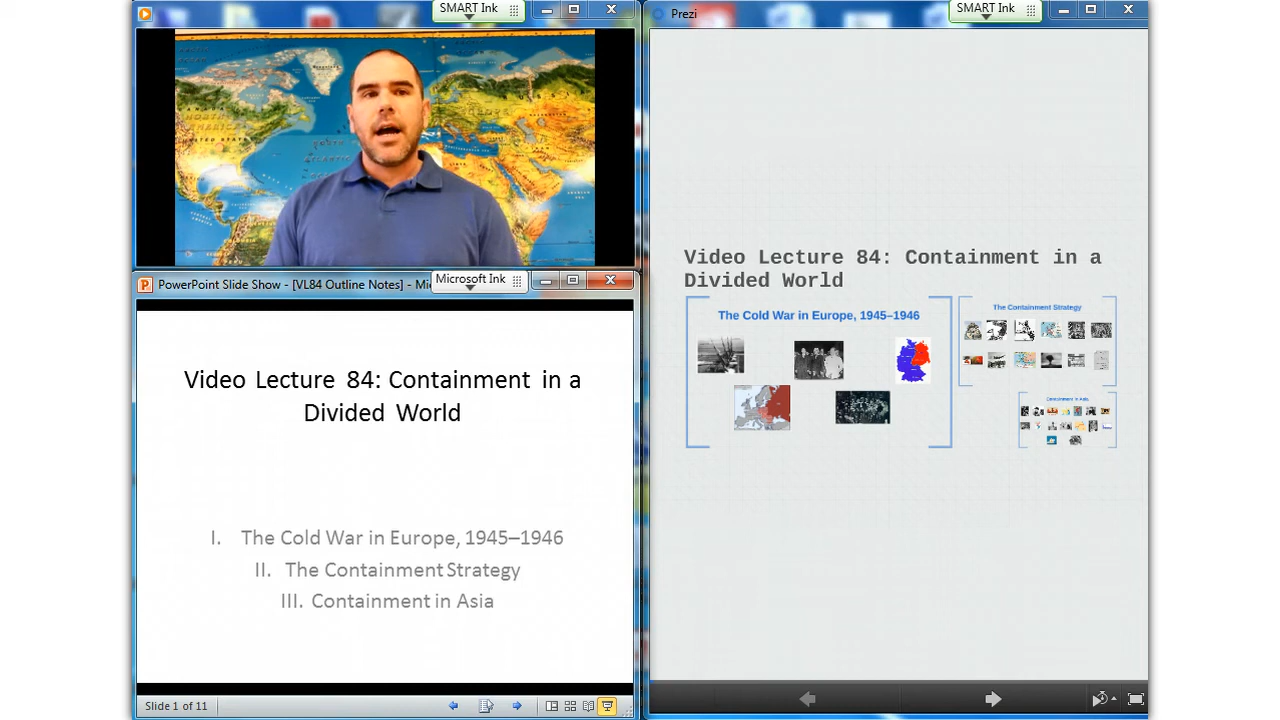 SMART Ink
SMART Ink
Prezi
Microsoft Ink
PowerPoint Slide Show - [VL84 Outline Notes] - Mi
Video Lecture 84: Containment in a
Divided World
I. The Cold War in Europe, 1945–1946
II. The Containment Strategy
III. Containment in Asia
Slide 1 of 11
Video Lecture 84: Containment in a
Divided World
The Cold War in Europe, 1945–1946
The Containment Strategy
Containment in Asia